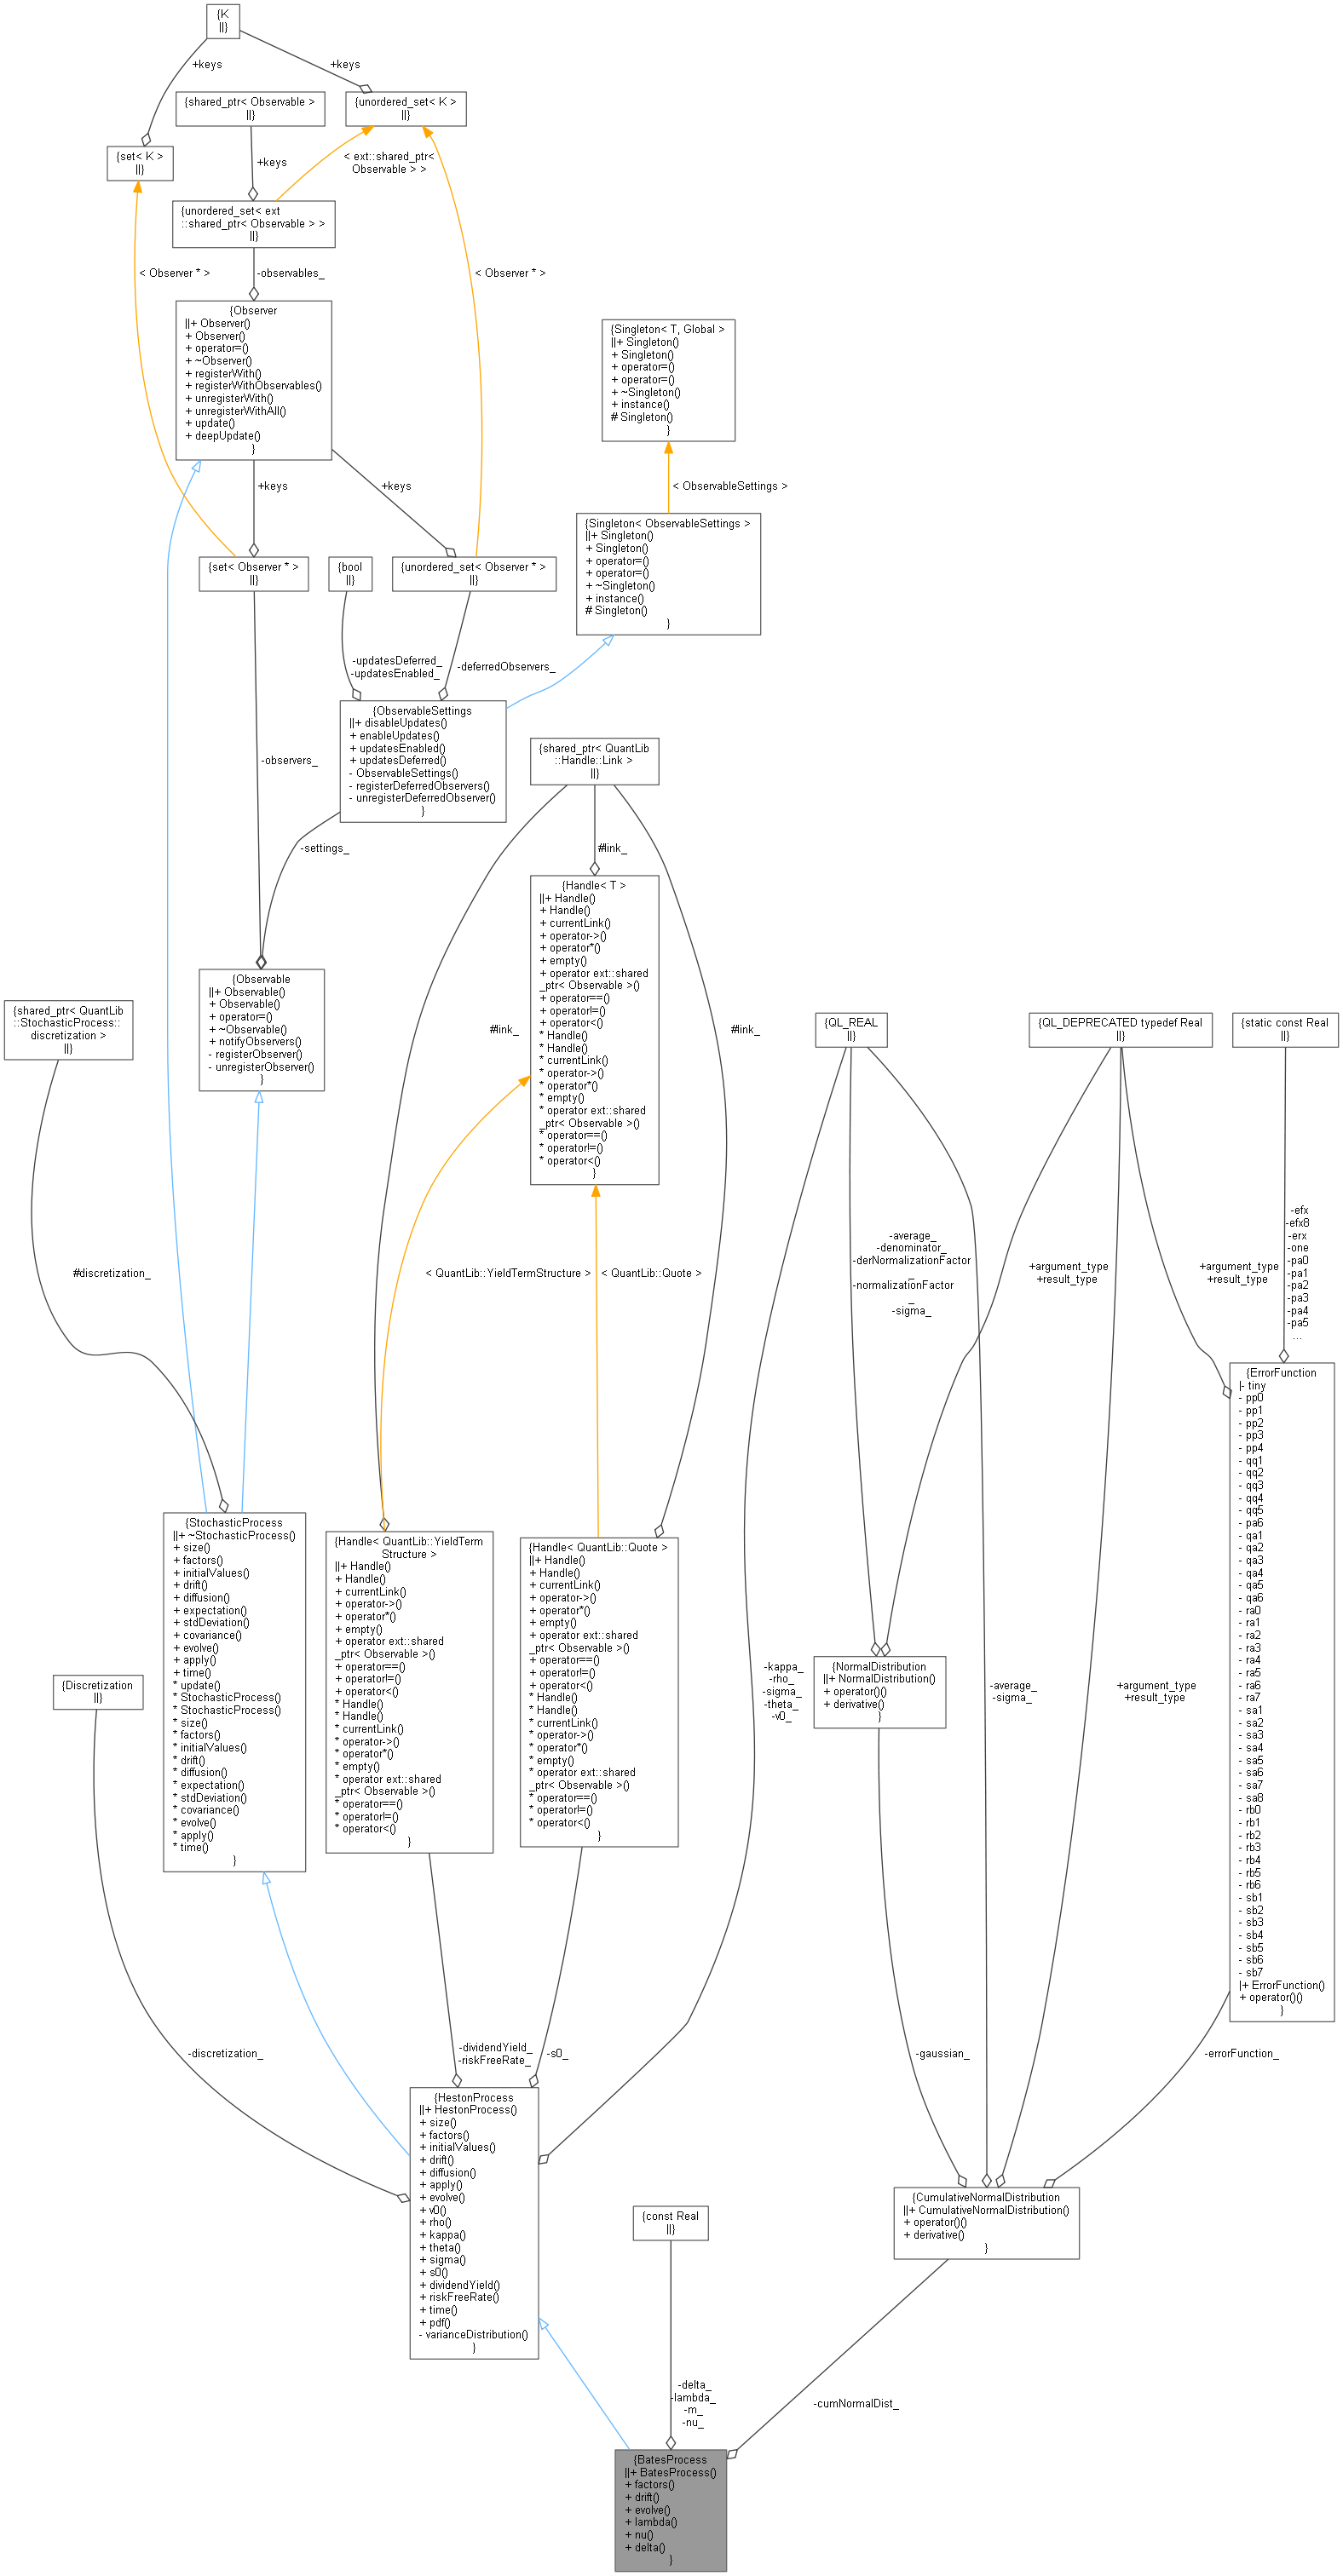 {K
||}
+keys
+keys
{shared_ptr< Observable >
||}
{unordered_set< K >
||}
{set< K >
||}
+keys
< ext::shared_ptr<
Observable > >
{unordered_set< ext
::shared_ptr< Observable > >
||}
< Observer * >
-observables_
< Observer * >
{Observer
||+ Observer()
+ Observer()
+ operator=()
+ ~Observer()
+ registerWith()
+ registerWithObservables()
+ unregisterWith()
+ unregisterWithAll()
+ update()
+ deepUpdate()
}
{Singleton< T, Global >
||+ Singleton()
+ Singleton()
+ operator=()
+ operator=()
+ ~Singleton()
+ instance()
# Singleton()
}
+keys
+keys
< ObservableSettings >
{Singleton< ObservableSettings >
||+ Singleton()
+ Singleton()
+ operator=()
+ operator=()
+ ~Singleton()
+ instance()
# Singleton()
}
{set< Observer * >
||}
{bool
||}
{unordered_set< Observer * >
||}
-updatesDeferred_
-updatesEnabled_
-deferredObservers_
{ObservableSettings
||+ disableUpdates()
+ enableUpdates()
+ updatesEnabled()
+ updatesDeferred()
- ObservableSettings()
- registerDeferredObservers()
- unregisterDeferredObserver()
}
-observers_
{shared_ptr< QuantLib
::Handle::Link >
||}
-settings_
#link_
{Handle< T >
||+ Handle()
+ Handle()
+ currentLink()
+ operator->()
+ operator*()
+ empty()
+ operator ext::shared
_ptr< Observable >()
+ operator==()
+ operator!=()
+ operator<()
* Handle()
* Handle()
* currentLink()
* operator->()
* operator*()
* empty()
* operator ext::shared
_ptr< Observable >()
* operator==()
* operator!=()
* operator<()
}
{Observable
||+ Observable()
+ Observable()
+ operator=()
+ ~Observable()
+ notifyObservers()
- registerObserver()
- unregisterObserver()
}
{shared_ptr< QuantLib
::StochasticProcess::
discretization >
||}
#link_
#link_
{QL_REAL
||}
{QL_DEPRECATED typedef Real
||}
{static const Real
||}
#discretization_
< QuantLib::YieldTermStructure >
< QuantLib::Quote >
-average_
-denominator_
-derNormalizationFactor
_
-normalizationFactor
_
-sigma_
+argument_type
+result_type
+argument_type
+result_type
-efx
-efx8
-erx
-one
-pa0
-pa1
-pa2
-pa3
-pa4
-pa5
...
{ErrorFunction
|- tiny
- pp0
- pp1
- pp2
- pp3
- pp4
- qq1
- qq2
- qq3
- qq4
- qq5
- pa6
- qa1
- qa2
- qa3
- qa4
- qa5
- qa6
- ra0
- ra1
- ra2
- ra3
- ra4
- ra5
- ra6
- ra7
- sa1
- sa2
- sa3
- sa4
- sa5
- sa6
- sa7
- sa8
- rb0
- rb1
- rb2
- rb3
- rb4
- rb5
- rb6
- sb1
- sb2
- sb3
- sb4
- sb5
- sb6
- sb7
|+ ErrorFunction()
+ operator()()
}
{StochasticProcess
||+ ~StochasticProcess()
+ size()
+ factors()
+ initialValues()
+ drift()
+ diffusion()
+ expectation()
+ stdDeviation()
+ covariance()
+ evolve()
+ apply()
+ time()
* update()
* StochasticProcess()
* StochasticProcess()
* size()
* factors()
* initialValues()
* drift()
* diffusion()
* expectation()
* stdDeviation()
* covariance()
* evolve()
* apply()
* time()
}
{Handle< QuantLib::YieldTerm
Structure >
||+ Handle()
+ Handle()
+ currentLink()
+ operator->()
+ operator*()
+ empty()
+ operator ext::shared
_ptr< Observable >()
+ operator==()
+ operator!=()
+ operator<()
* Handle()
* Handle()
* currentLink()
* operator->()
* operator*()
* empty()
* operator ext::shared
_ptr< Observable >()
* operator==()
* operator!=()
* operator<()
}
{Handle< QuantLib::Quote >
||+ Handle()
+ Handle()
+ currentLink()
+ operator->()
+ operator*()
+ empty()
+ operator ext::shared
_ptr< Observable >()
+ operator==()
+ operator!=()
+ operator<()
* Handle()
* Handle()
* currentLink()
* operator->()
* operator*()
* empty()
* operator ext::shared
_ptr< Observable >()
* operator==()
* operator!=()
* operator<()
}
{Discretization
||}
-kappa_
-rho_
-sigma_
-theta_
-v0_
{NormalDistribution
||+ NormalDistribution()
+ operator()()
+ derivative()
}
-average_
-sigma_
+argument_type
+result_type
-discretization_
-dividendYield_
-riskFreeRate_
-s0_
-gaussian_
-errorFunction_
{HestonProcess
||+ HestonProcess()
+ size()
+ factors()
+ initialValues()
+ drift()
+ diffusion()
+ apply()
+ evolve()
+ v0()
+ rho()
+ kappa()
+ theta()
+ sigma()
+ s0()
+ dividendYield()
+ riskFreeRate()
+ time()
+ pdf()
- varianceDistribution()
}
{const Real
||}
{CumulativeNormalDistribution
||+ CumulativeNormalDistribution()
+ operator()()
+ derivative()
}
-delta_
-lambda_
-m_
-nu_
-cumNormalDist_
{BatesProcess
||+ BatesProcess()
+ factors()
+ drift()
+ evolve()
+ lambda()
+ nu()
+ delta()
}